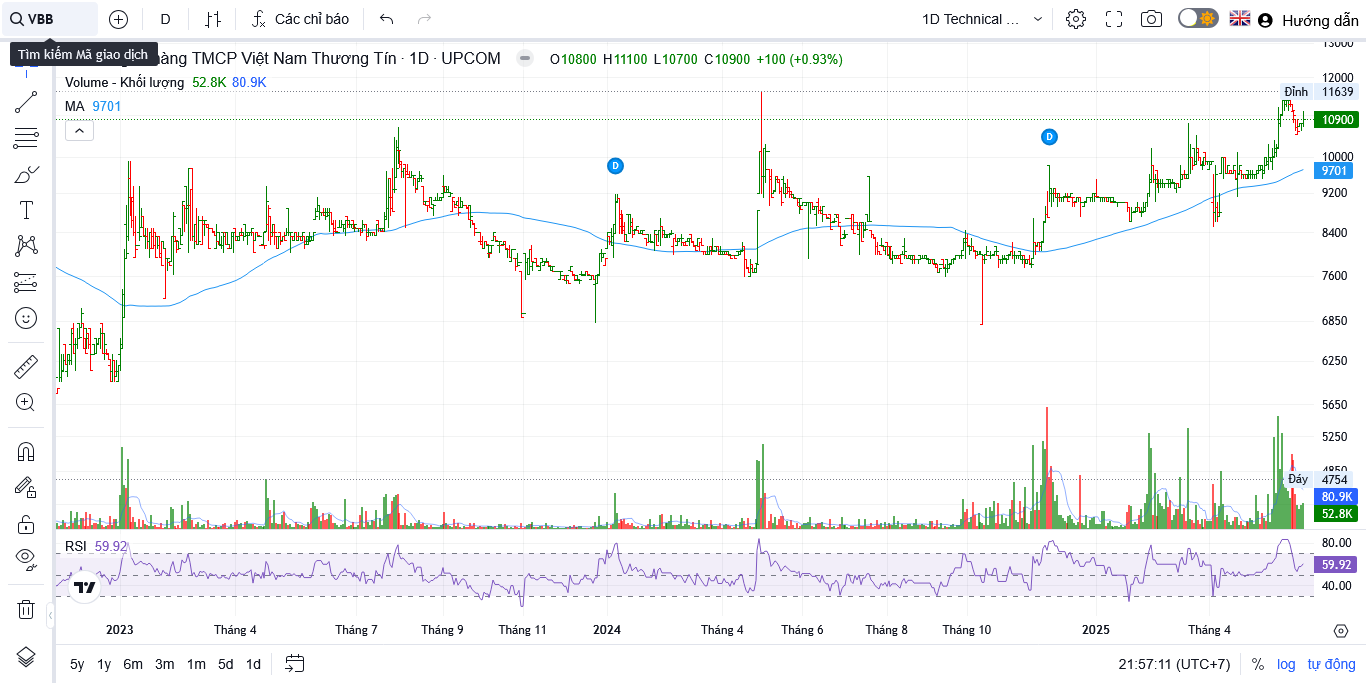 VBB D Các chỉ báo 1D Technical ... Hướng dẫn
Tìm kiếm Mã giao dịch
hàng TMCP Việt Nam Thương Tín · 1D · UPCOM O10800 H11100 L10700 C10900 +100 (+0.93%)
Volume - Khối lượng 52.8K 80.9K
MA 9701
13000
12000
Đỉnh 11639
10900
10000
9701
9200
8400
7600
6850
6250
5650
5250
4850
Đáy 4754
80.9K
52.8K
D
D
RSI 59.92
80.00
59.92
40.00
2023 Tháng 4 Tháng 7 Tháng 9 Tháng 11 2024 Tháng 4 Tháng 6 Tháng 8 Tháng 10 2025 Tháng 4
5y 1y 6m 3m 1m 5d 1d 21:57:11 (UTC+7) % log tự động